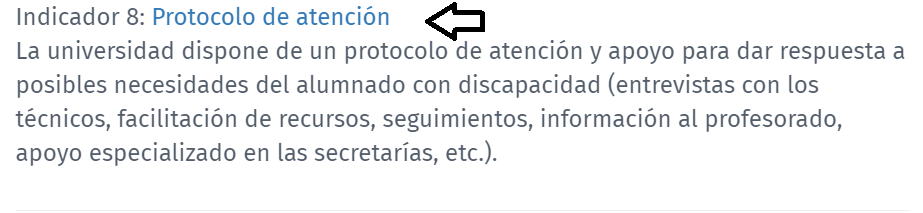 Indicador 8: Protocolo de atención
La universidad dispone de un protocolo de atención y apoyo para dar respuesta a
posibles necesidades del alumnado con discapacidad (entrevistas con los
técnicos, facilitación de recursos, seguimientos, información al profesorado,
apoyo especializado en las secretarías, etc.).